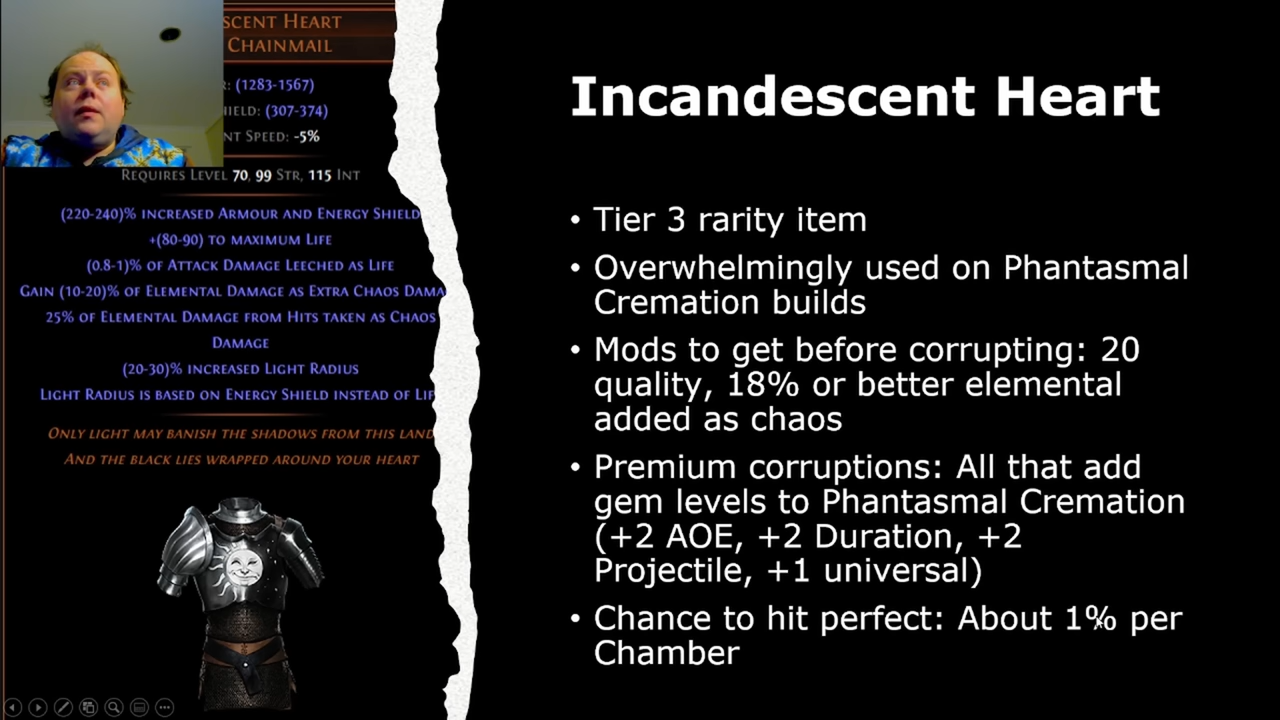 SCENT HEART
CHAINMAIL
(1283-1567)
(307-374)
SPEED: -5%
REQUIRES LEVEL 70, 99 STR, 115 INT
(220-240)% INCREASED ARMOUR AND ENERGY SHIELD
+(80-90) TO MAXIMUM LIFE
(0.8-1)% OF ATTACK DAMAGE LEECHED AS LIFE
GAIN (10-20)% OF ELEMENTAL DAMAGE AS EXTRA CHAOS DAMA
25% OF ELEMENTAL DAMAGE FROM HITS TAKEN AS CHAOS
DAMAGE
(20-30)% INCREASED LIGHT RADIUS
LIGHT RADIUS IS BASED ON ENERGY SHIELD INSTEAD OF LIF
ONLY LIGHT MAY BANISH THE SHADOWS FROM THIS LAND
AND THE BLACK LIES WRAPPED AROUND YOUR HEART
Incandescent Heart
• Tier 3 rarity item
• Overwhelmingly used on Phantasmal
Cremation builds
• Mods to get before corrupting: 20
quality, 18% or better elemental
added as chaos
• Premium corruptions: All that add
gem levels to Phantasmal Cremation
(+2 AOE, +2 Duration, +2
Projectile, +1 universal)
• Chance to hit perfect: About 1% per
Chamber